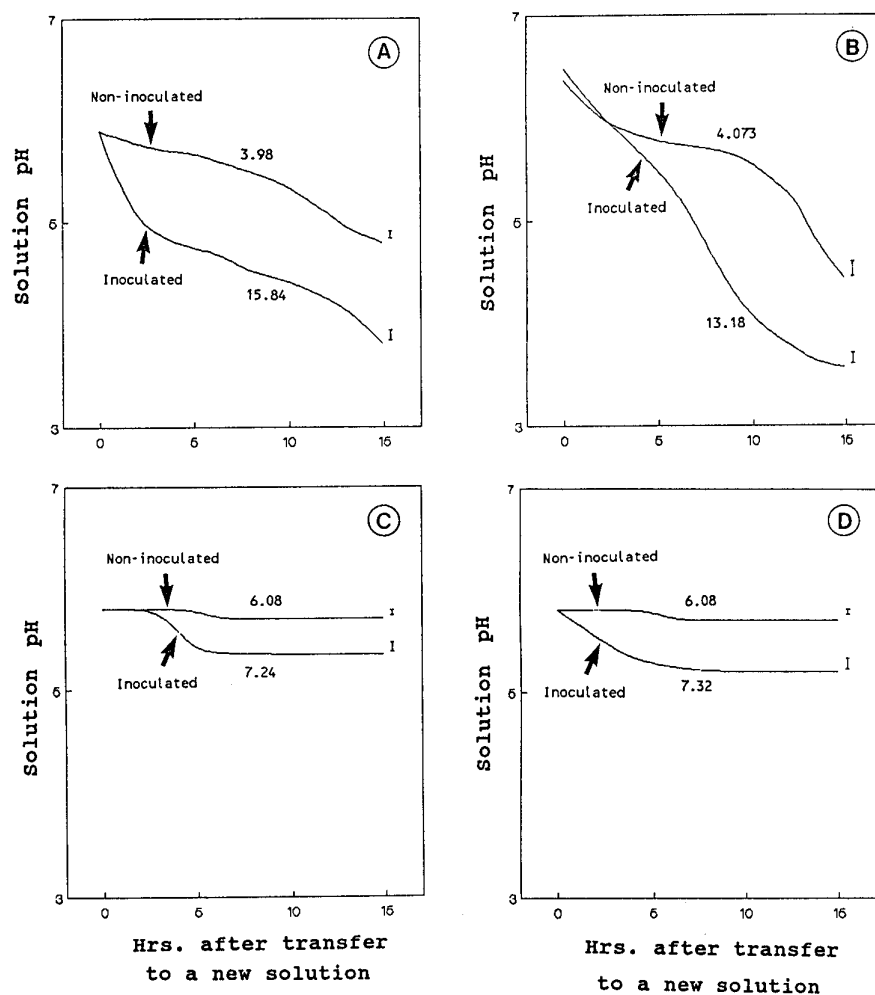 7
A
Non-inoculated
3.98
5
Inoculated
15.84
3
0 5 10 15
Solution pH
7
B
Non-inoculated
4.073
5
Inoculated
13.18
3
0 5 10 15
Solution pH
7
C
Non-inoculated
6.08
Inoculated
7.24
5
3
0 5 10 15
Solution pH
Hrs. after transfer
to a new solution
7
D
Non-inoculated
6.08
Inoculated
7.32
5
3
0 5 10 15
Solution pH
Hrs. after transfer
to a new solution